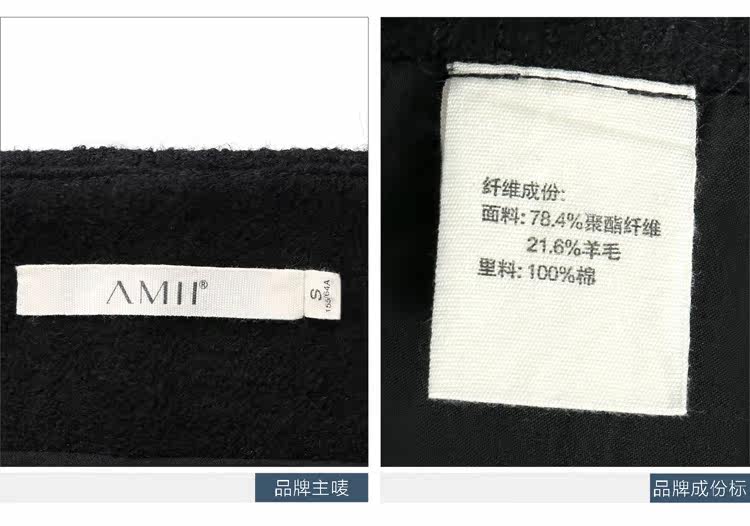 AMII®
S
155/64A
纤维成份:
面料: 78.4%聚酯纤维
21.6%羊毛
里料: 100%棉
品牌主唛
品牌成份标